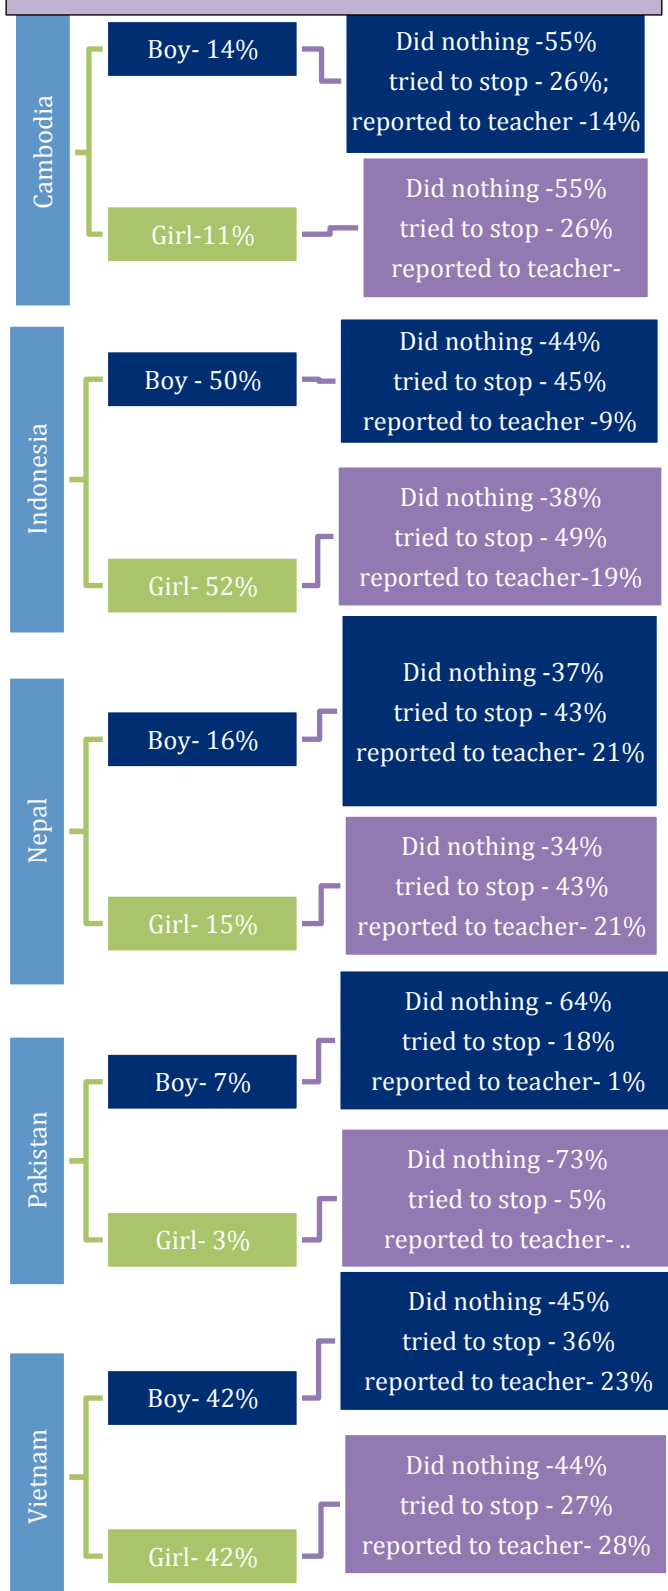 Cambodia
Boy- 14%
Did nothing -55%
tried to stop - 26%;
reported to teacher -14%
Girl-11%
Did nothing -55%
tried to stop - 26%
reported to teacher-
Indonesia
Boy - 50%
Did nothing -44%
tried to stop - 45%
reported to teacher -9%
Girl- 52%
Did nothing -38%
tried to stop - 49%
reported to teacher-19%
Nepal
Boy- 16%
Did nothing -37%
tried to stop - 43%
reported to teacher- 21%
Girl- 15%
Did nothing -34%
tried to stop - 43%
reported to teacher- 21%
Pakistan
Boy- 7%
Did nothing - 64%
tried to stop - 18%
reported to teacher- 1%
Girl- 3%
Did nothing -73%
tried to stop - 5%
reported to teacher- ..
Vietnam
Boy- 42%
Did nothing -45%
tried to stop - 36%
reported to teacher- 23%
Girl- 42%
Did nothing -44%
tried to stop - 27%
reported to teacher- 28%